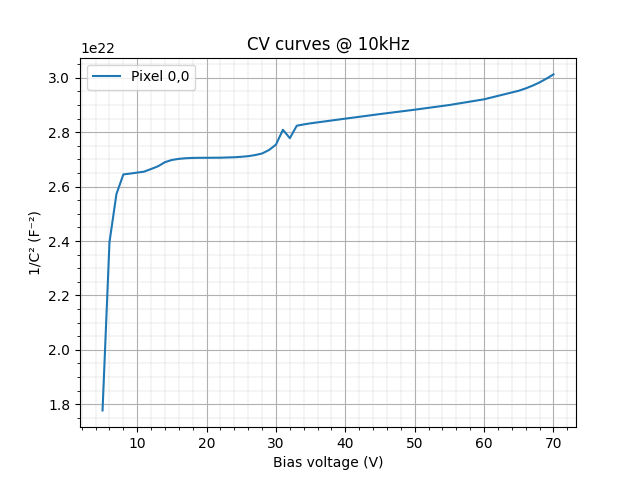 CV curves @ 10kHz
1e22
Pixel 0,0
3.0
2.8
2.6
2.4
2.2
2.0
1.8
1/C² (F⁻²)
10 20 30 40 50 60 70
Bias voltage (V)